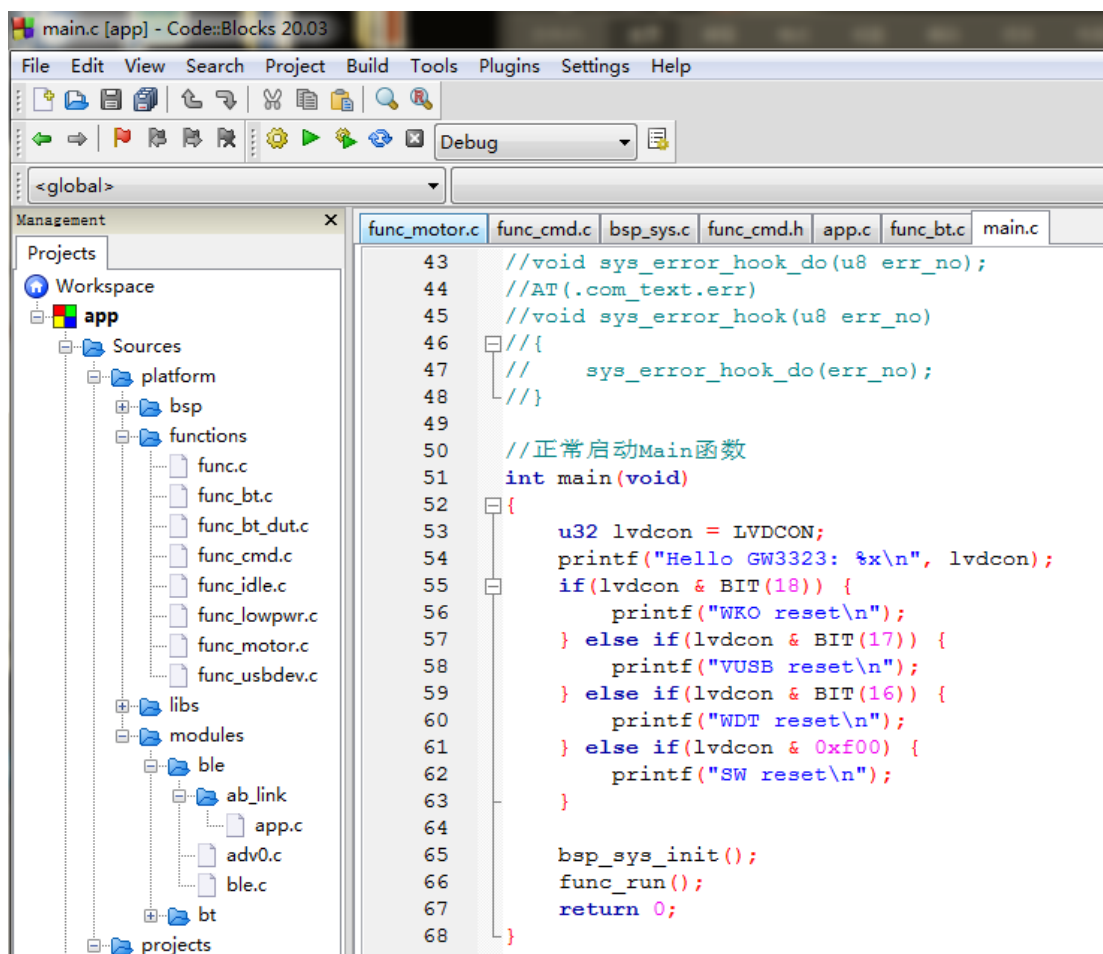 main.c [app] - Code::Blocks 20.03
File Edit View Search Project Build Tools Plugins Settings Help
Debug
<global>
Management
Projects
Workspace
app
Sources
platform
bsp
functions
func.c
func_bt.c
func_bt_dut.c
func_cmd.c
func_idle.c
func_lowpwr.c
func_motor.c
func_usbdev.c
libs
modules
ble
ab_link
app.c
adv0.c
ble.c
bt
projects
func_motor.c func_cmd.c bsp_sys.c func_cmd.h app.c func_bt.c main.c
43 //void sys_error_hook_do(u8 err_no);
44 //AT(.com_text.err)
45 //void sys_error_hook(u8 err_no)
46 //{
47 //    sys_error_hook_do(err_no);
48 //}
49
50 //正常启动Main函数
51 int main(void)
52 {
53     u32 lvdcon = LVDCON;
54     printf("Hello GW3323: %x\n", lvdcon);
55     if(lvdcon & BIT(18)) {
56         printf("WKO reset\n");
57     } else if(lvdcon & BIT(17)) {
58         printf("VUSB reset\n");
59     } else if(lvdcon & BIT(16)) {
60         printf("WDT reset\n");
61     } else if(lvdcon & 0xf00) {
62         printf("SW reset\n");
63     }
64
65     bsp_sys_init();
66     func_run();
67     return 0;
68 }